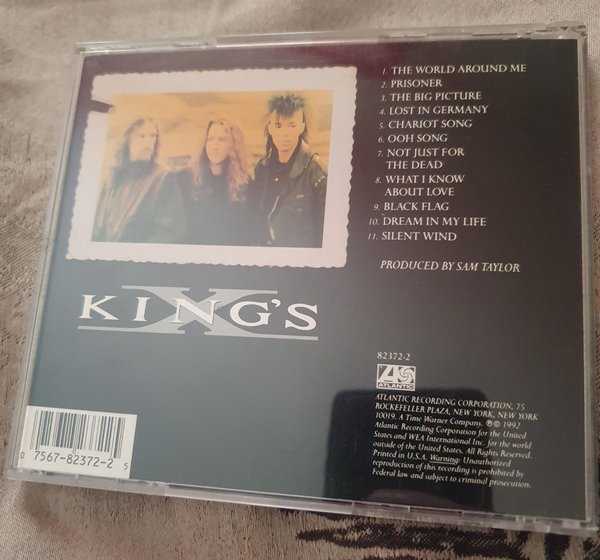 1. THE WORLD AROUND ME
2. PRISONER
3. THE BIG PICTURE
4. LOST IN GERMANY
5. CHARIOT SONG
6. OOH SONG
7. NOT JUST FOR
THE DEAD
8. WHAT I KNOW
ABOUT LOVE
9. BLACK FLAG
10. DREAM IN MY LIFE
11. SILENT WIND
PRODUCED BY SAM TAYLOR
KING'S X
82372-2
ATLANTIC
ATLANTIC RECORDING CORPORATION, 75
ROCKEFELLER PLAZA, NEW YORK, NEW YORK
10019. A Time Warner Company. ℗© 1992
Atlantic Recording Corporation for the United
States and WEA International Inc. for the world
outside of the United States. All Rights Reserved.
Printed in U.S.A. Warning: Unauthorized
reproduction of this recording is prohibited by
Federal law and subject to criminal prosecution.
0 7567-82372-2 5